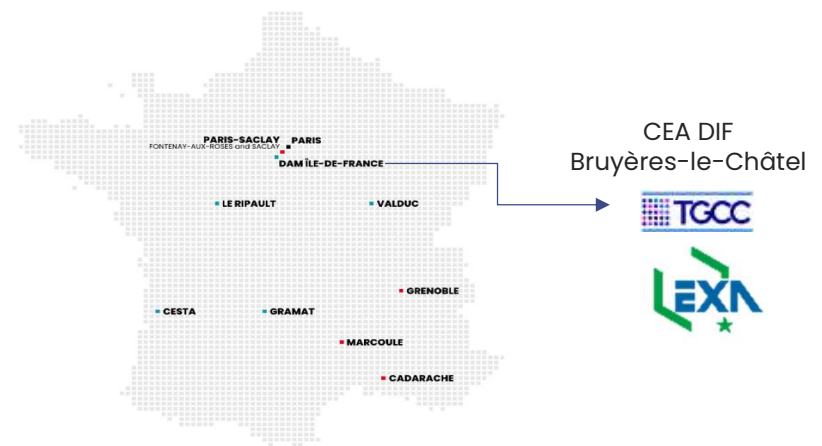 PARIS-SACLAY PARIS
FONTENAY-AUX-ROSES and SACLAY
DAM ÎLE-DE-FRANCE
LE RIPAULT
VALDUC
GRENOBLE
CESTA
GRAMAT
MARCOULE
CADARACHE
CEA DIF
Bruyères-le-Châtel
TGCC
EXA